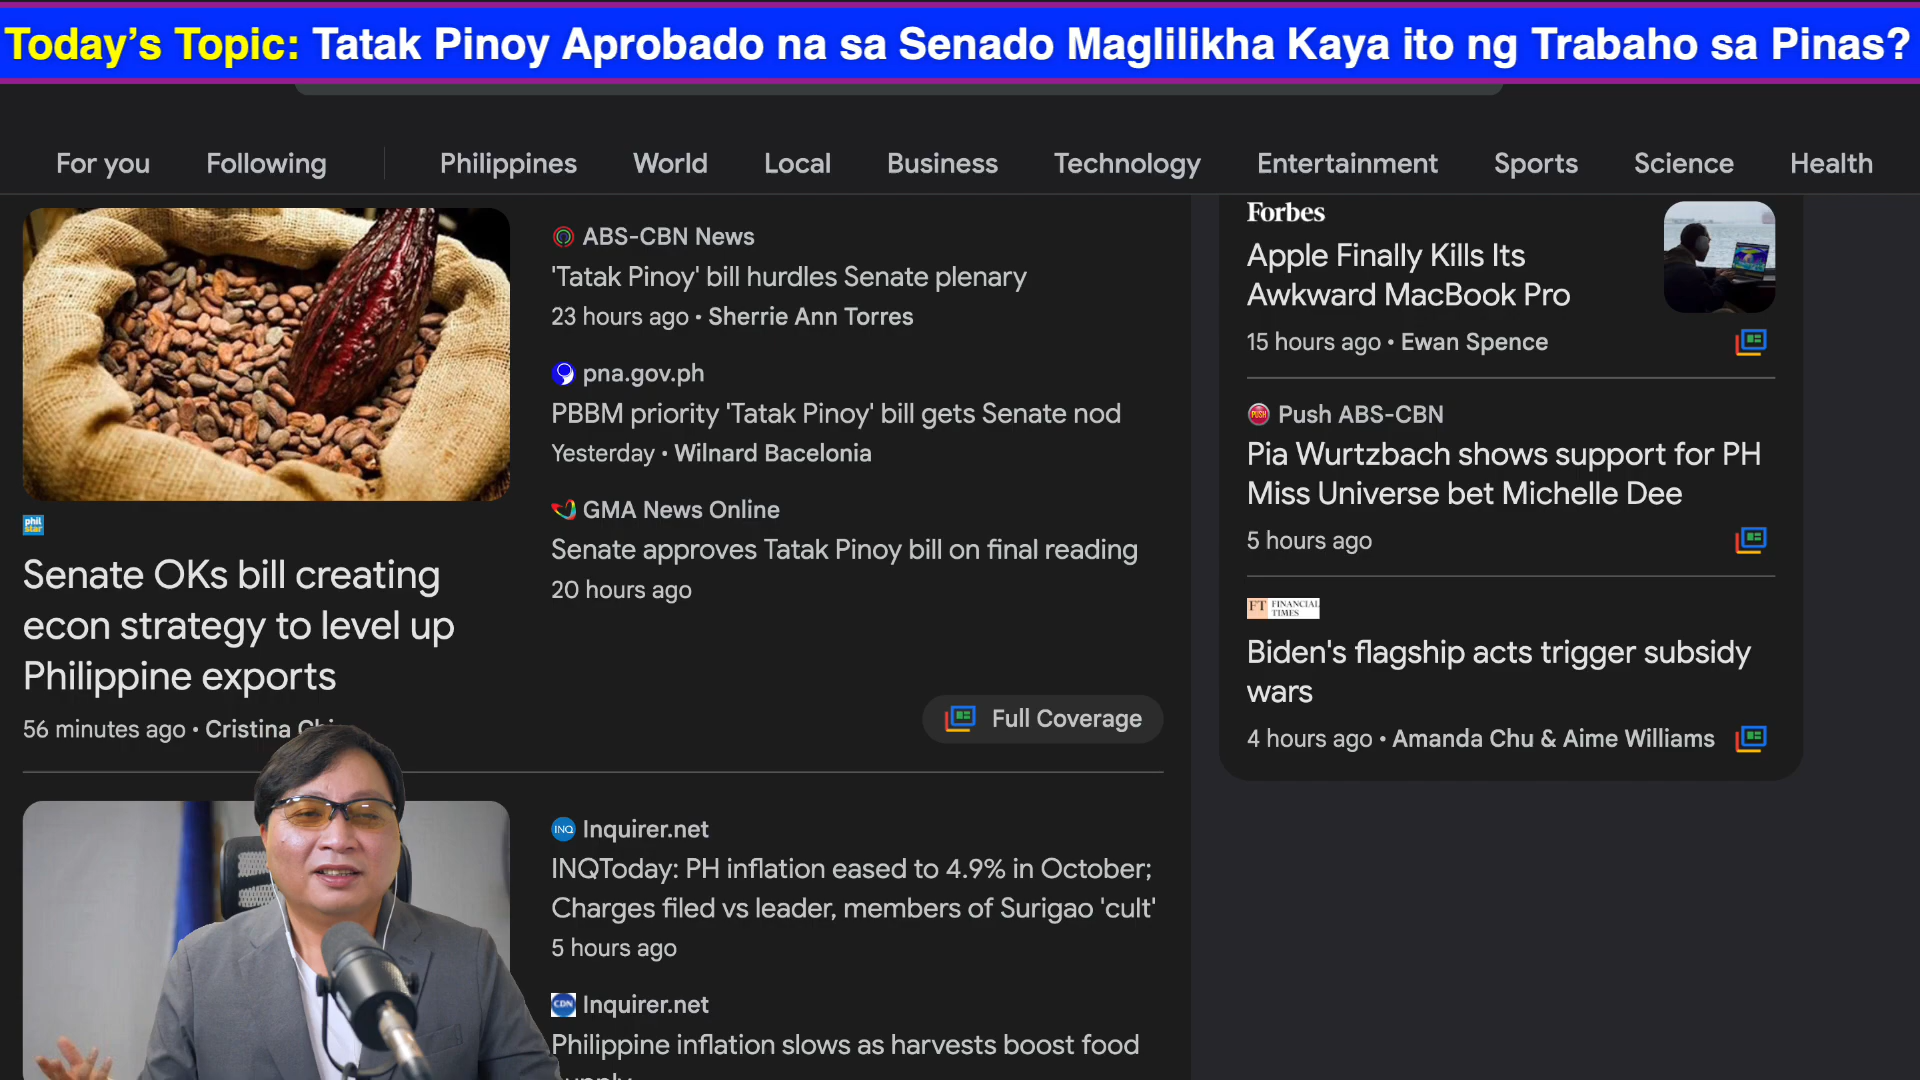 Today's Topic: Tatak Pinoy Aprobado na sa Senado Maglilikha Kaya ito ng Trabaho sa Pinas?
For you Following Philippines World Local Business Technology Entertainment Sports Science Health
phil
star
Senate OKs bill creating
econ strategy to level up
Philippine exports
56 minutes ago • Cristina
ABS-CBN News
'Tatak Pinoy' bill hurdles Senate plenary
23 hours ago • Sherrie Ann Torres
pna.gov.ph
PBBM priority 'Tatak Pinoy' bill gets Senate nod
Yesterday • Wilnard Bacelonia
GMA News Online
Senate approves Tatak Pinoy bill on final reading
20 hours ago
Full Coverage
INQ Inquirer.net
INQToday: PH inflation eased to 4.9% in October;
Charges filed vs leader, members of Surigao 'cult'
5 hours ago
CDN Inquirer.net
Philippine inflation slows as harvests boost food
Forbes
Apple Finally Kills Its
Awkward MacBook Pro
15 hours ago • Ewan Spence
PUSH Push ABS-CBN
Pia Wurtzbach shows support for PH
Miss Universe bet Michelle Dee
5 hours ago
FT FINANCIAL
TIMES
Biden's flagship acts trigger subsidy
wars
4 hours ago • Amanda Chu & Aime Williams